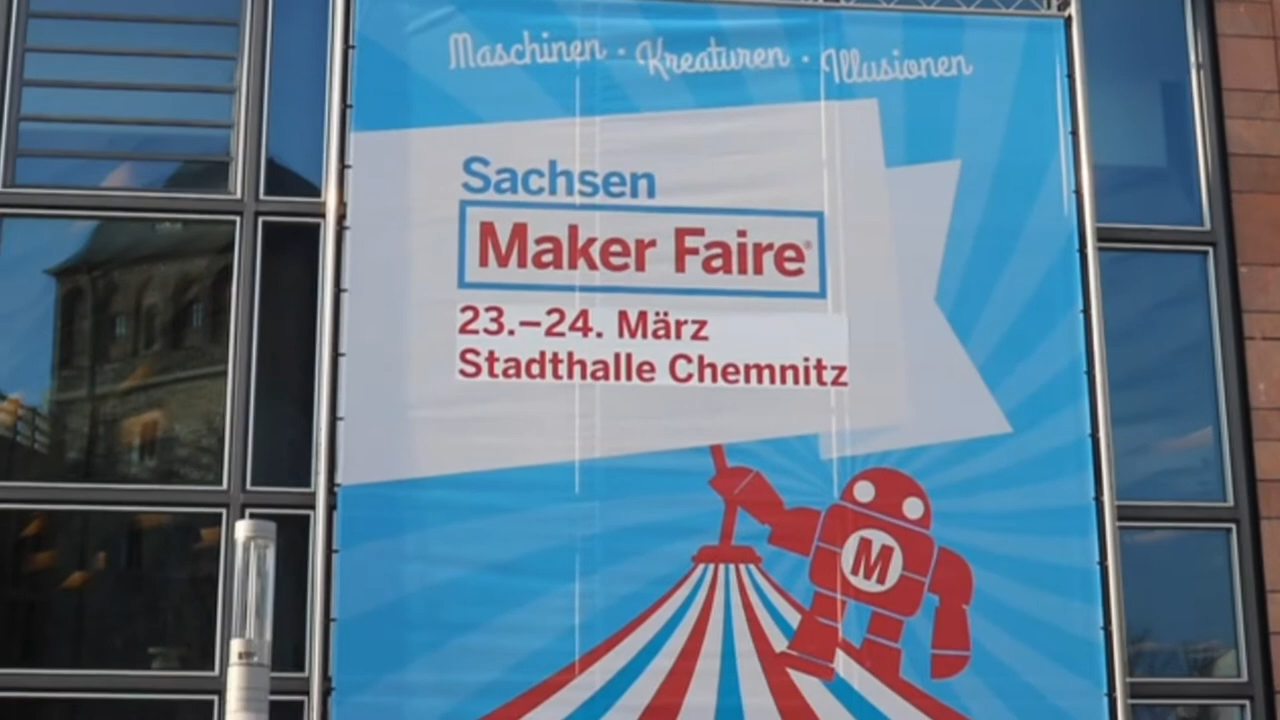 Maschinen · Kreaturen · Illusionen
Sachsen
Maker Faire®
23.–24. März
Stadthalle Chemnitz
M